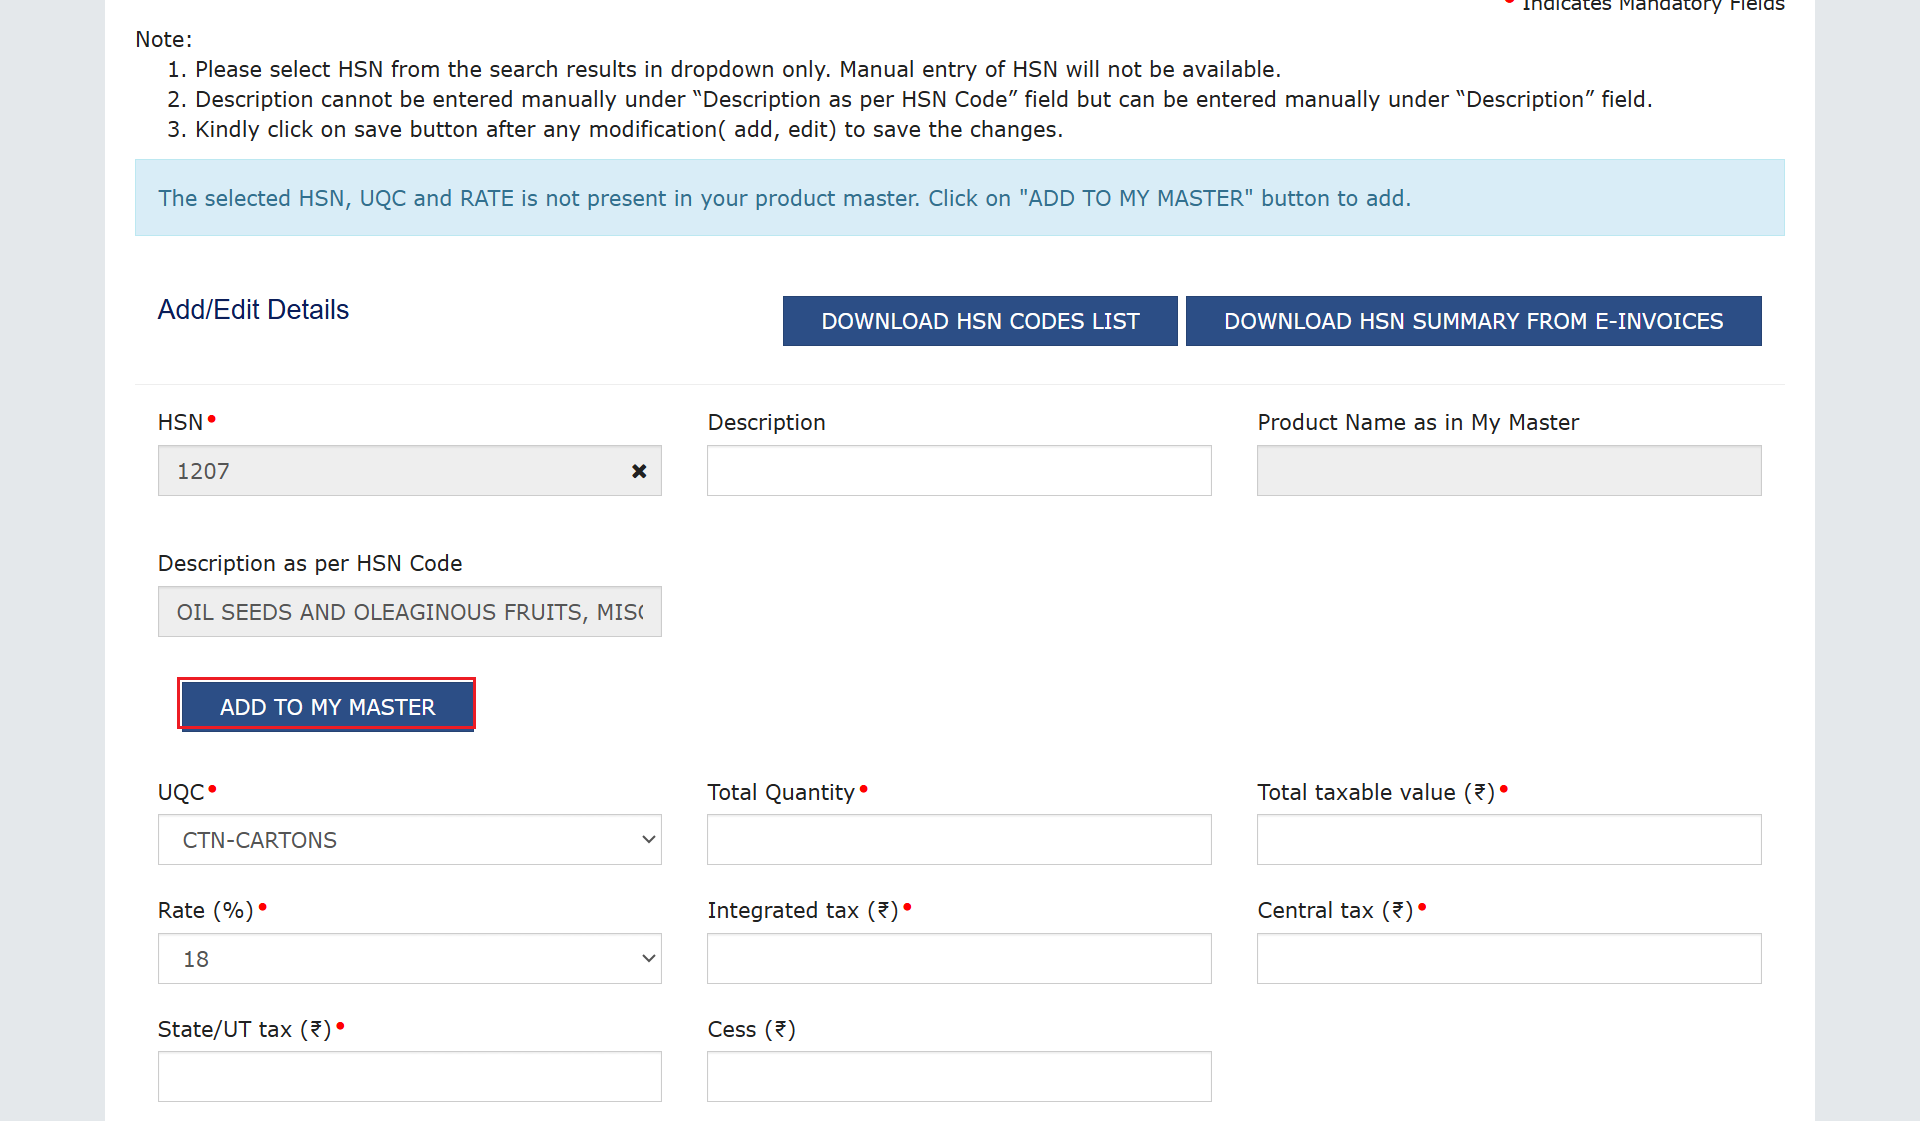 Indicates Mandatory Fields
Note:
1. Please select HSN from the search results in dropdown only. Manual entry of HSN will not be available.
2. Description cannot be entered manually under “Description as per HSN Code” field but can be entered manually under “Description” field.
3. Kindly click on save button after any modification( add, edit) to save the changes.
The selected HSN, UQC and RATE is not present in your product master. Click on "ADD TO MY MASTER" button to add.
Add/Edit Details
DOWNLOAD HSN CODES LIST
DOWNLOAD HSN SUMMARY FROM E-INVOICES
HSN•
Description
Product Name as in My Master
1207 ✖
Description as per HSN Code
OIL SEEDS AND OLEAGINOUS FRUITS, MISC
ADD TO MY MASTER
UQC•
Total Quantity•
Total taxable value (₹)•
CTN-CARTONS
Rate (%)•
Integrated tax (₹)•
Central tax (₹)•
18
State/UT tax (₹)•
Cess (₹)